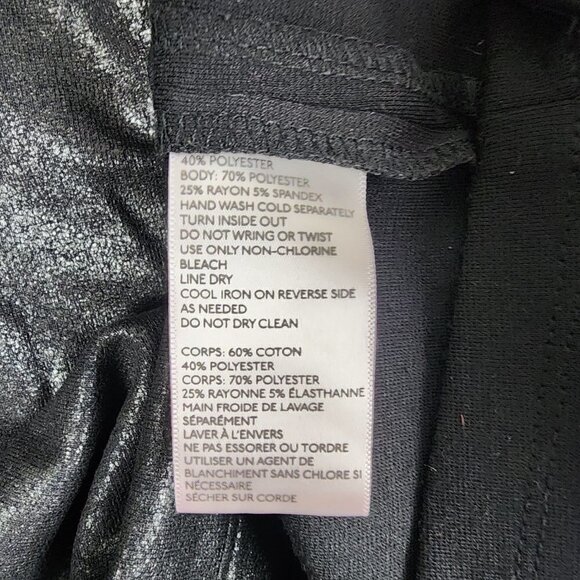 40% POLYESTER
BODY: 70% POLYESTER
25% RAYON 5% SPANDEX
HAND WASH COLD SEPARATELY
TURN INSIDE OUT
DO NOT WRING OR TWIST
USE ONLY NON-CHLORINE
BLEACH
LINE DRY
COOL IRON ON REVERSE SIDE
AS NEEDED
DO NOT DRY CLEAN
CORPS: 60% COTON
40% POLYESTER
CORPS: 70% POLYESTER
25% RAYONNE 5% ÉLASTHANNE
MAIN FROIDE DE LAVAGE
SÉPARÉMENT
LAVER À L'ENVERS
NE PAS ESSORER OU TORDRE
UTILISER UN AGENT DE
BLANCHIMENT SANS CHLORE SI
NÉCESSAIRE
SÉCHER SUR CORDE